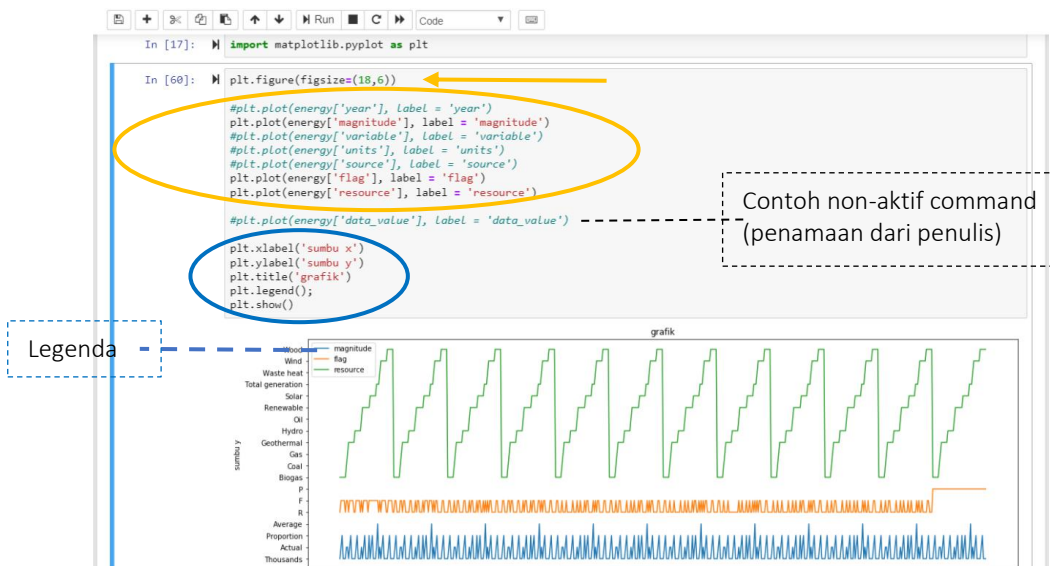 Run
Code
In [17]:
import matplotlib.pyplot as plt
In [60]:
plt.figure(figsize=(18,6))
#plt.plot(energy['year'], label = 'year')
plt.plot(energy['magnitude'], label = 'magnitude')
#plt.plot(energy['variable'], label = 'variable')
#plt.plot(energy['units'], label = 'units')
#plt.plot(energy['source'], label = 'source')
plt.plot(energy['flag'], label = 'flag')
plt.plot(energy['resource'], label = 'resource')
#plt.plot(energy['data_value'], label = 'data_value')
Contoh non-aktif command
(penamaan dari penulis)
plt.xlabel('sumbu x')
plt.ylabel('sumbu y')
plt.title('grafik')
plt.legend();
plt.show()
Legenda
grafik
magnitude
flag
resource
sumbu y
Wood
Wind
Waste heat
Total generation
Solar
Renewable
Oil
Hydro
Geothermal
Gas
Coal
Biogas
P
F
R
Average
Proportion
Actual
Thousands